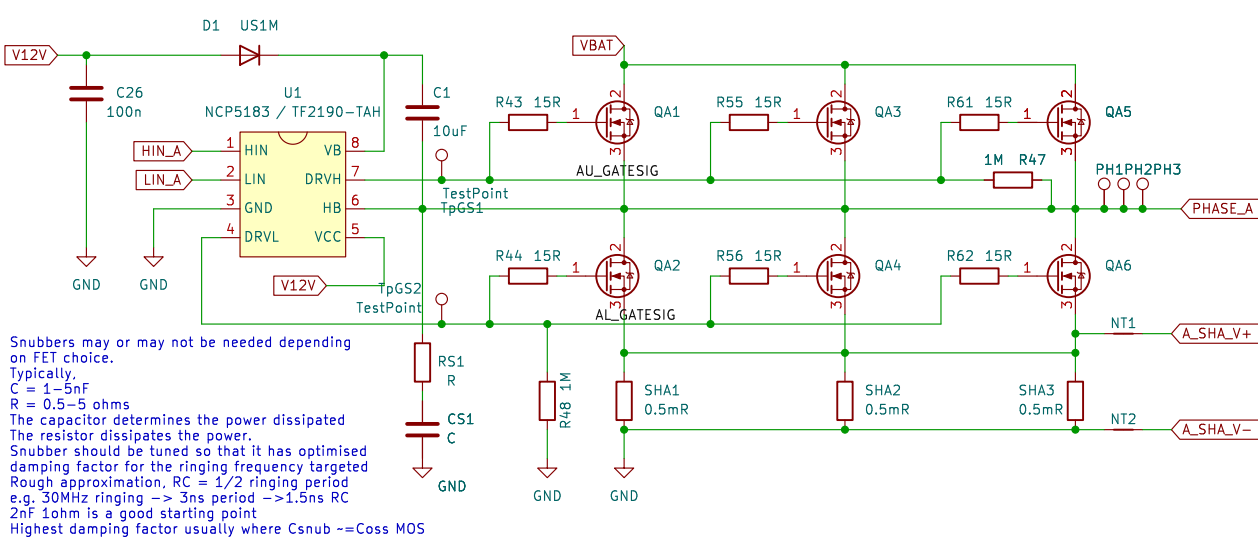 D1 US1M
V12V
VBAT
C26
100n
U1
NCP5183 / TF2190-TAH
C1
10uF
R43 15R
1
2
3
QA1
R55 15R
1
2
3
QA3
R61 15R
1
2
3
QA5
HIN_A
1 HIN
VB 8
LIN_A
2 LIN
DRVH 7
3 GND
HB 6
4 DRVL
VCC 5
AU_GATESIG
1M R47
PH1PH2PH3
TestPoint
TpGS1
PHASE_A
GND
GND
V12V
TpGS2
TestPoint
R44 15R
1
2
3
QA2
R56 15R
1
2
3
QA4
R62 15R
1
2
3
QA6
AL_GATESIG
NT1
A_SHA_V+
Snubbers may or may not be needed depending
on FET choice.
Typically,
C = 1-5nF
R = 0.5-5 ohms
The capacitor determines the power dissipated
The resistor dissipates the power.
Snubber should be tuned so that it has optimised
damping factor for the ringing frequency targeted
Rough approximation, RC = 1/2 ringing period
e.g. 30MHz ringing -> 3ns period ->1.5ns RC
2nF 1ohm is a good starting point
Highest damping factor usually where Csnub ~=Coss MOS
RS1
R
CS1
C
GND
R48 1M
GND
SHA1
0.5mR
SHA2
0.5mR
SHA3
0.5mR
NT2
A_SHA_V-
GND